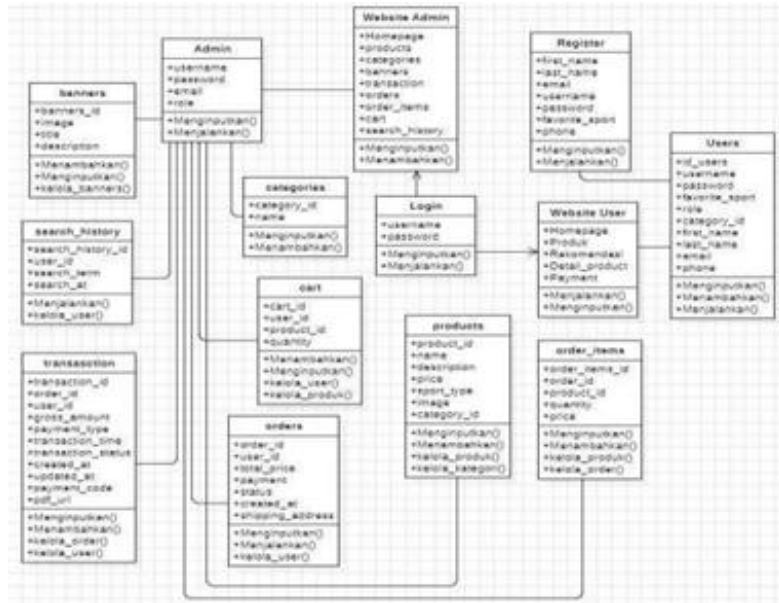 Website Admin
+Homepage
+products
+categories
+banners
+transaction
+orders
+order_items
+cart
+search_history
+Menginputkan()
+Menambahkan()
Admin
+username
+password
+email
+role
+Menginputkan()
+Menjalankan()
Register
+first_name
+last_name
+email
+username
+password
+favorite_sport
+phone
+Menginputkan()
+Menjalankan()
banners
+banners_id
+image
+title
+description
+Menambahkan()
+Menginputkan()
+kelola_banners()
Users
+id_users
+username
+password
+favorite_sport
+role
+category_id
+first_name
+last_name
+email
+phone
+Menginputkan()
+Menambahkan()
+Menjalankan()
categories
+category_id
+name
+Menginputkan()
+Menambahkan()
Login
+username
+password
+Menginputkan()
+Menjalankan()
Website User
+Homepage
+Produk
+Rekomendasi
+Detail_product
+Payment
+Menjalankan()
+Menginputkan()
search_history
+search_history_id
+user_id
+search_term
+search_at
+Menjalankan()
+kelola_user()
cart
+cart_id
+user_id
+product_id
+quantity
+Menambahkan()
+Menginputkan()
+kelola_user()
+kelola_produk()
products
+product_id
+name
+description
+price
+sport_type
+image
+category_id
+Menginputkan()
+Menambahkan()
+kelola_produk()
+kelola_kategori()
order_items
+order_items_id
+order_id
+product_id
+quantity
+price
+Menginputkan()
+Menambahkan()
+kelola_produk()
+kelola_order()
transasction
+transaction_id
+order_id
+user_id
+gross_amount
+payment_type
+transaction_time
+transaction_status
+created_at
+updated_at
+payment_code
+pdf_url
+Menginputkan()
+Menambahkan()
+kelola_order()
+kelola_user()
orders
+order_id
+user_id
+total_price
+payment
+status
+created_at
+shipping_address
+Menginputkan()
+Menjalankan()
+kelola_user()